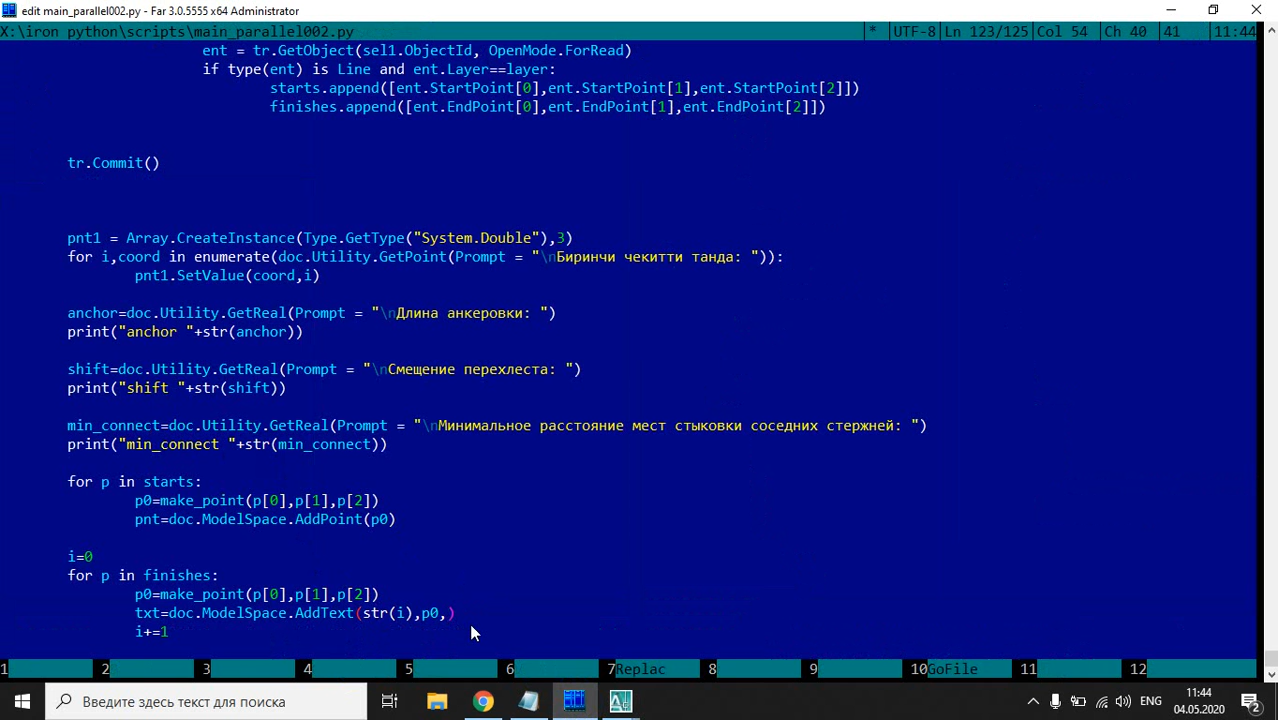 edit main_parallel002.py - Far 3.0.5555 x64 Administrator
X:\iron python\scripts\main_parallel002.py * UTF-8 Ln 123/125 Col 54 Ch 40 41 11:44
ent = tr.GetObject(sel1.ObjectId, OpenMode.ForRead)
if type(ent) is Line and ent.Layer==layer:
starts.append([ent.StartPoint[0],ent.StartPoint[1],ent.StartPoint[2]])
finishes.append([ent.EndPoint[0],ent.EndPoint[1],ent.EndPoint[2]])
tr.Commit()
pnt1 = Array.CreateInstance(Type.GetType("System.Double"),3)
for i,coord in enumerate(doc.Utility.GetPoint(Prompt = "\nБиринчи чекитти танда: ")):
pnt1.SetValue(coord,i)
anchor=doc.Utility.GetReal(Prompt = "\nДлина анкеровки: ")
print("anchor "+str(anchor))
shift=doc.Utility.GetReal(Prompt = "\nСмещение перехлеста: ")
print("shift "+str(shift))
min_connect=doc.Utility.GetReal(Prompt = "\nМинимальное расстояние мест стыковки соседних стержней: ")
print("min_connect "+str(min_connect))
for p in starts:
p0=make_point(p[0],p[1],p[2])
pnt=doc.ModelSpace.AddPoint(p0)
i=0
for p in finishes:
p0=make_point(p[0],p[1],p[2])
txt=doc.ModelSpace.AddText(str(i),p0,)
i+=1
1 2 3 4 5 6 7Replac 8 9 10GoFile 11 12
Введите здесь текст для поиска
ENG
11:44
04.05.2020
2